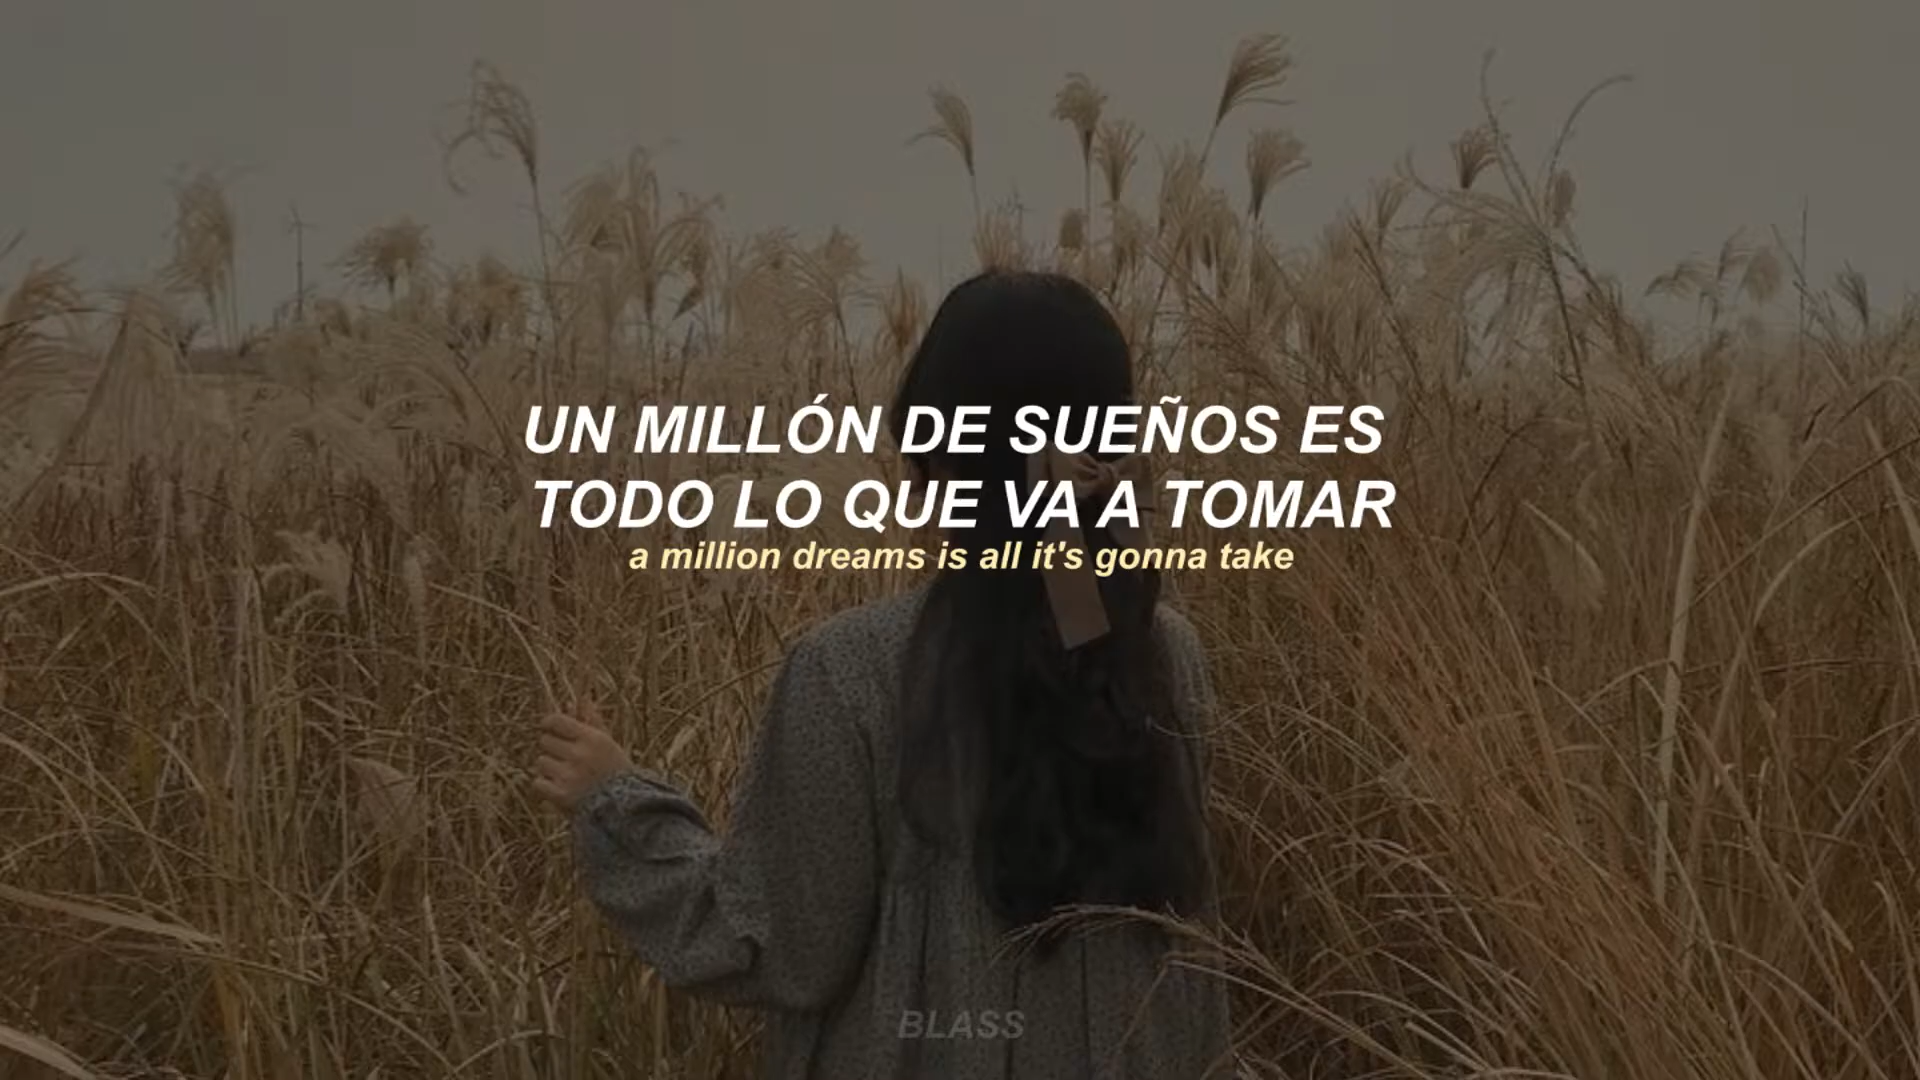 UN MILLÓN DE SUEÑOS ES
TODO LO QUE VA A TOMAR
a million dreams is all it's gonna take
BLASS